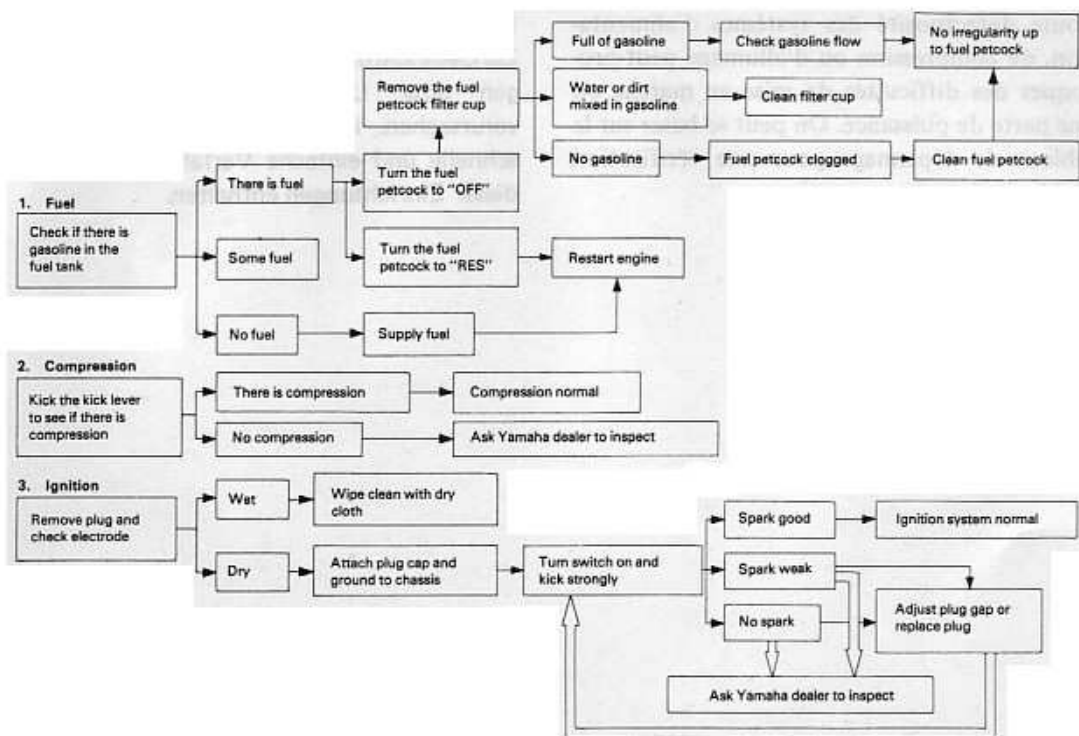 1. Fuel
Check if there is
gasoline in the
fuel tank
There is fuel
Some fuel
No fuel
Turn the fuel
petcock to "OFF"
Turn the fuel
petcock to "RES"
Supply fuel
Restart engine
Remove the fuel
petcock filter cup
Full of gasoline
Check gasoline flow
No irregularity up
to fuel petcock
Water or dirt
mixed in gasoline
Clean filter cup
No gasoline
Fuel petcock clogged
Clean fuel petcock
2. Compression
Kick the kick lever
to see if there is
compression
There is compression
Compression normal
No compression
Ask Yamaha dealer to inspect
3. Ignition
Remove plug and
check electrode
Wet
Wipe clean with dry
cloth
Dry
Attach plug cap and
ground to chassis
Turn switch on and
kick strongly
Spark good
Ignition system normal
Spark weak
No spark
Adjust plug gap or
replace plug
Ask Yamaha dealer to inspect